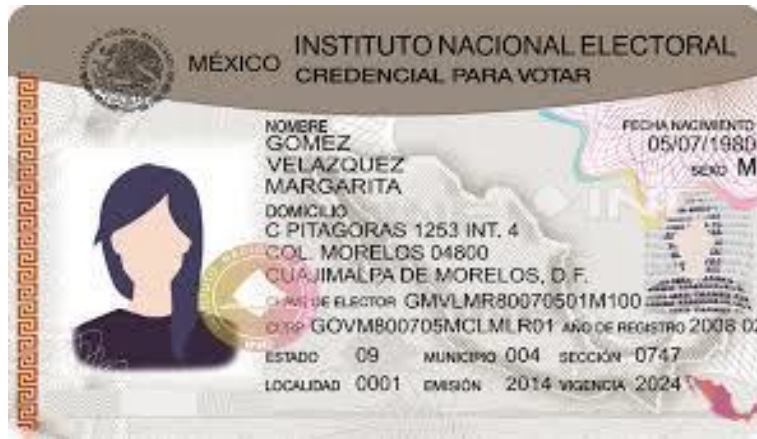 MÉXICO INSTITUTO NACIONAL ELECTORAL
CREDENCIAL PARA VOTAR
NOMBRE
GOMEZ
VELAZQUEZ
MARGARITA
FECHA NACIMIENTO
05/07/1980
SEXO M
DOMICILIO
C PITAGORAS 1253 INT. 4
COL. MORELOS 04800
CUAJIMALPA DE MORELOS, D.F.
CLAVE DE ELECTOR GMVLMR80070501M100
CURP GOVM800705MCLMLR01 AÑO DE REGISTRO 2008 02
ESTADO 09 MUNICIPIO 004 SECCIÓN 0747
LOCALIDAD 0001 EMISIÓN 2014 VIGENCIA 2024
INE